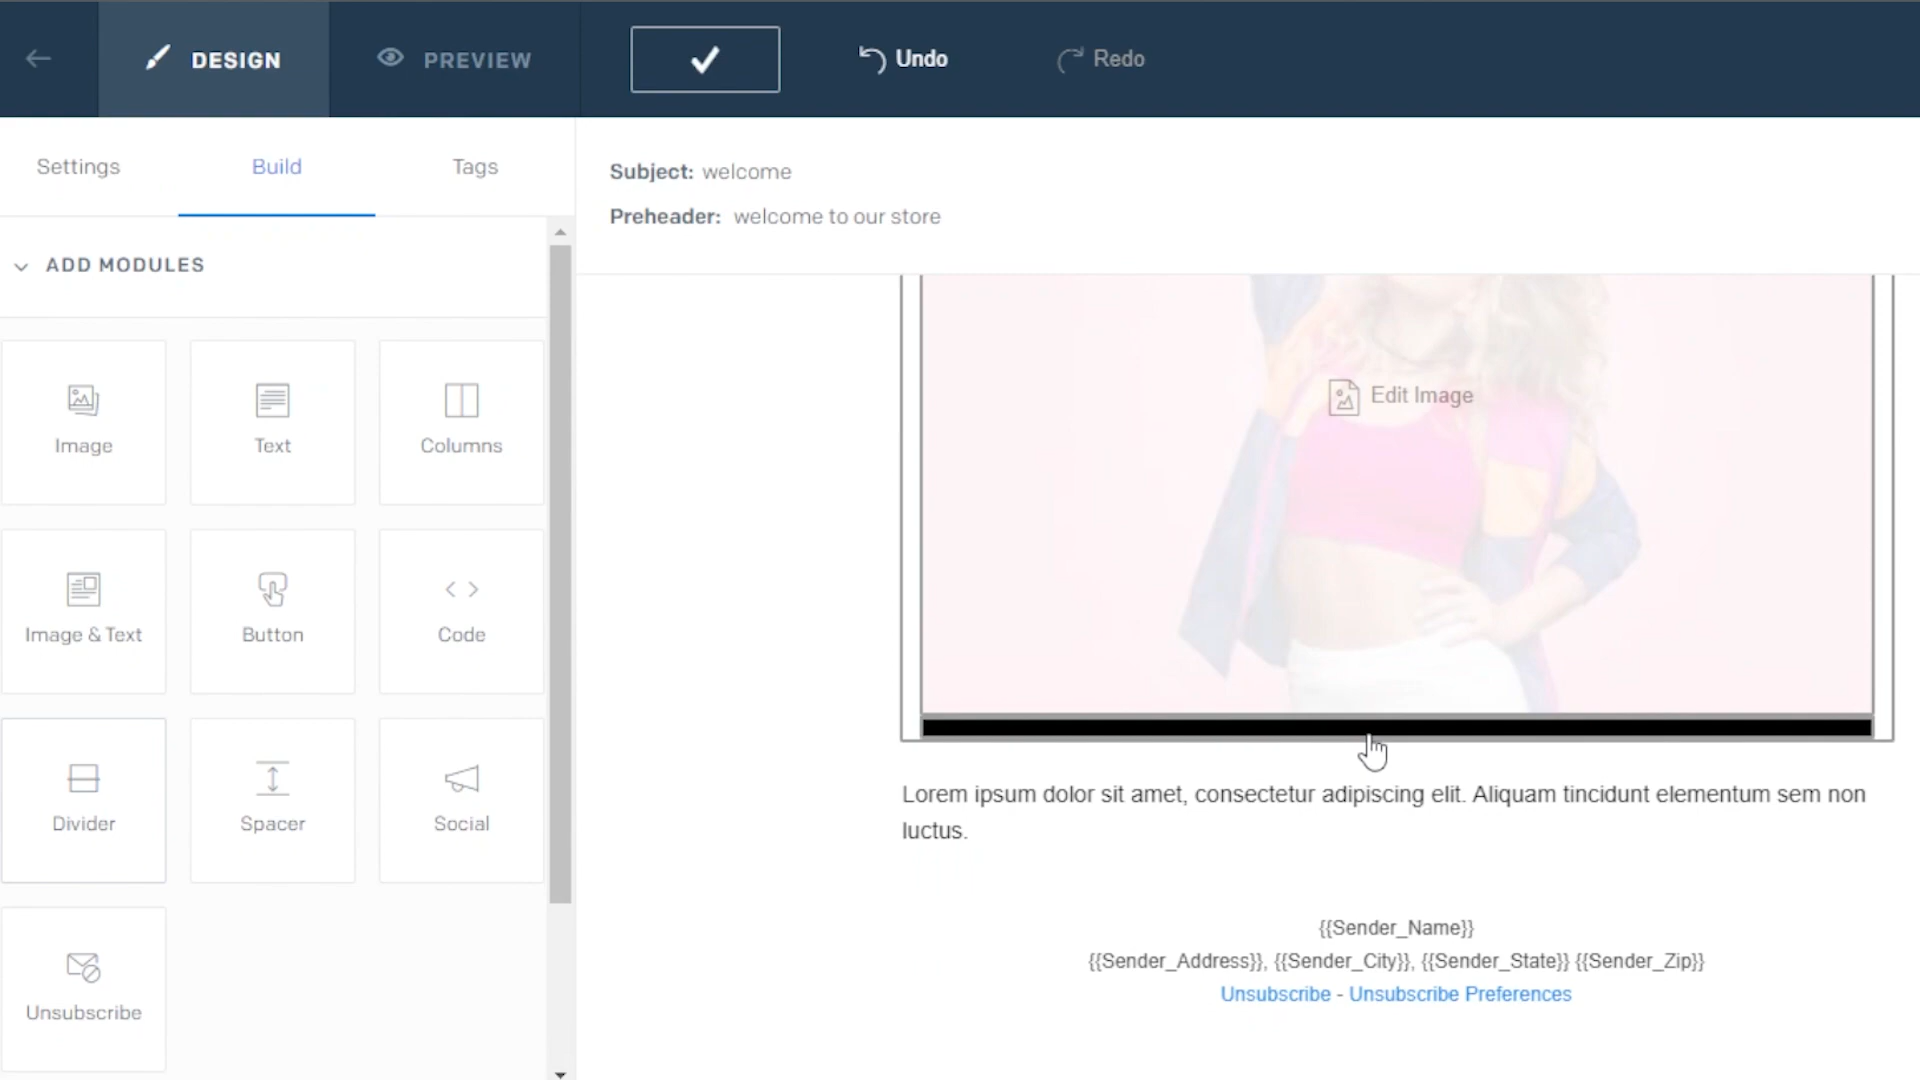 DESIGN
PREVIEW
Undo
Redo
Settings
Build
Tags
Subject: welcome
Preheader: welcome to our store
ADD MODULES
Image
Text
Columns
Image & Text
Button
Code
Divider
Spacer
Social
Unsubscribe
Edit Image
Lorem ipsum dolor sit amet, consectetur adipiscing elit. Aliquam tincidunt elementum sem non
luctus.
{{Sender_Name}}
{{Sender_Address}}, {{Sender_City}}, {{Sender_State}} {{Sender_Zip}}
Unsubscribe - Unsubscribe Preferences